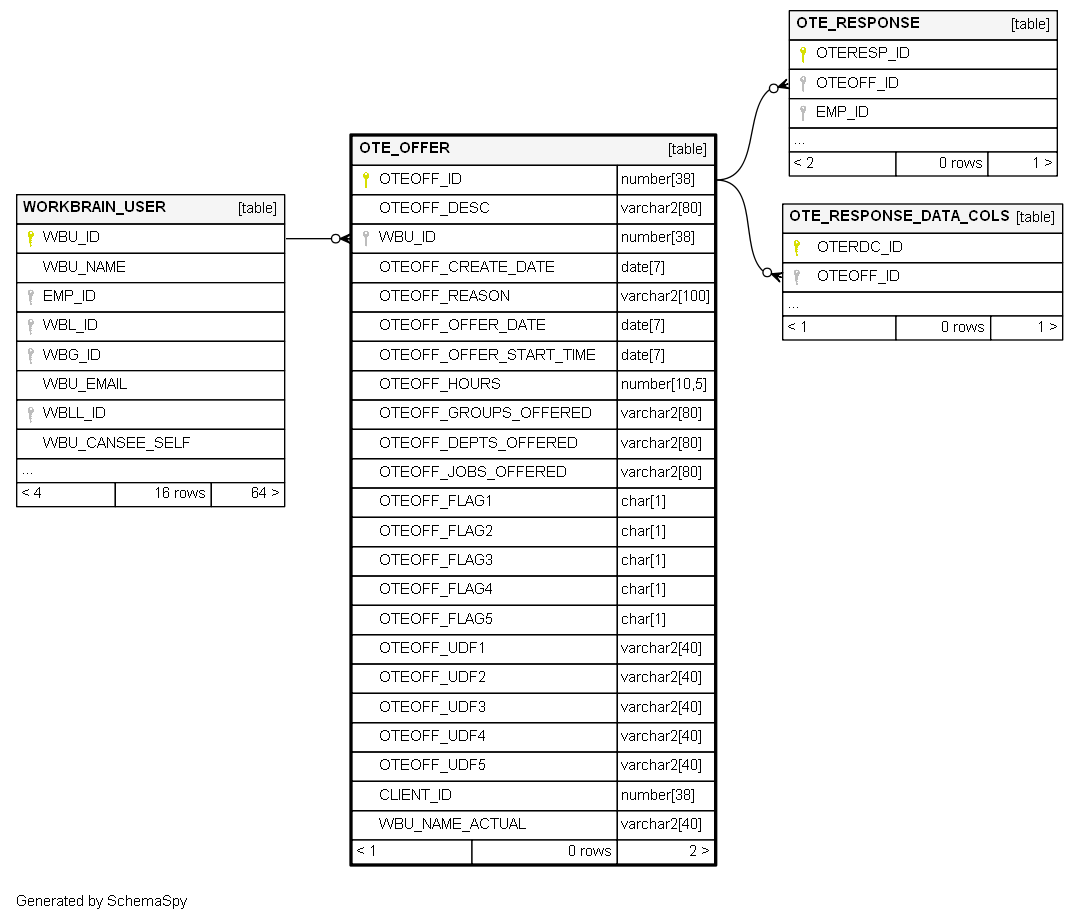 OTE_RESPONSE [table]
OTERESP_ID
OTEOFF_ID
EMP_ID
...
< 2 0 rows 1 >
OTE_OFFER [table]
OTEOFF_ID number[38]
OTEOFF_DESC varchar2[80]
WBU_ID number[38]
OTEOFF_CREATE_DATE date[7]
OTEOFF_REASON varchar2[100]
OTEOFF_OFFER_DATE date[7]
OTEOFF_OFFER_START_TIME date[7]
OTEOFF_HOURS number[10,5]
OTEOFF_GROUPS_OFFERED varchar2[80]
OTEOFF_DEPTS_OFFERED varchar2[80]
OTEOFF_JOBS_OFFERED varchar2[80]
OTEOFF_FLAG1 char[1]
OTEOFF_FLAG2 char[1]
OTEOFF_FLAG3 char[1]
OTEOFF_FLAG4 char[1]
OTEOFF_FLAG5 char[1]
OTEOFF_UDF1 varchar2[40]
OTEOFF_UDF2 varchar2[40]
OTEOFF_UDF3 varchar2[40]
OTEOFF_UDF4 varchar2[40]
OTEOFF_UDF5 varchar2[40]
CLIENT_ID number[38]
WBU_NAME_ACTUAL varchar2[40]
< 1 0 rows 2 >
WORKBRAIN_USER [table]
WBU_ID
WBU_NAME
EMP_ID
WBL_ID
WBG_ID
WBU_EMAIL
WBLL_ID
WBU_CANSEE_SELF
...
< 4 16 rows 64 >
OTE_RESPONSE_DATA_COLS [table]
OTERDC_ID
OTEOFF_ID
...
< 1 0 rows 1 >
Generated by SchemaSpy